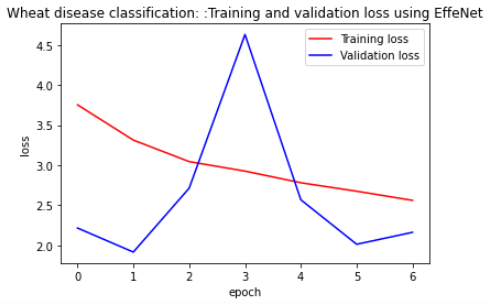 Wheat disease classification: :Training and validation loss using EffeNet
Training loss
Validation loss
4.5
4.0
3.5
3.0
2.5
2.0
loss
0 1 2 3 4 5 6
epoch